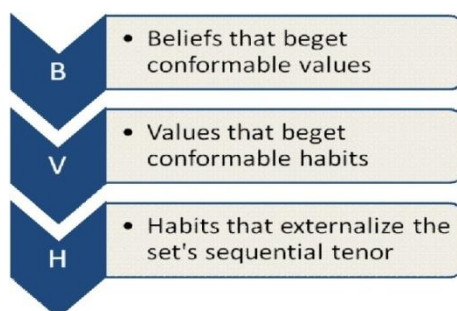 B
• Beliefs that beget
conformable values
V
• Values that beget
conformable habits
H
• Habits that externalize the
set's sequential tenor